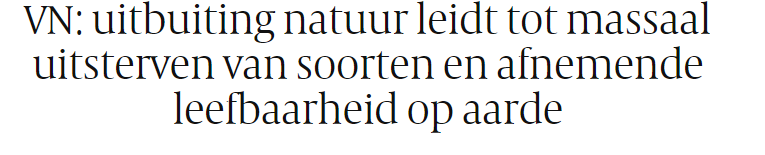 VN: uitbuiting natuur leidt tot massaal
uitsterven van soorten en afnemende
leefbaarheid op aarde